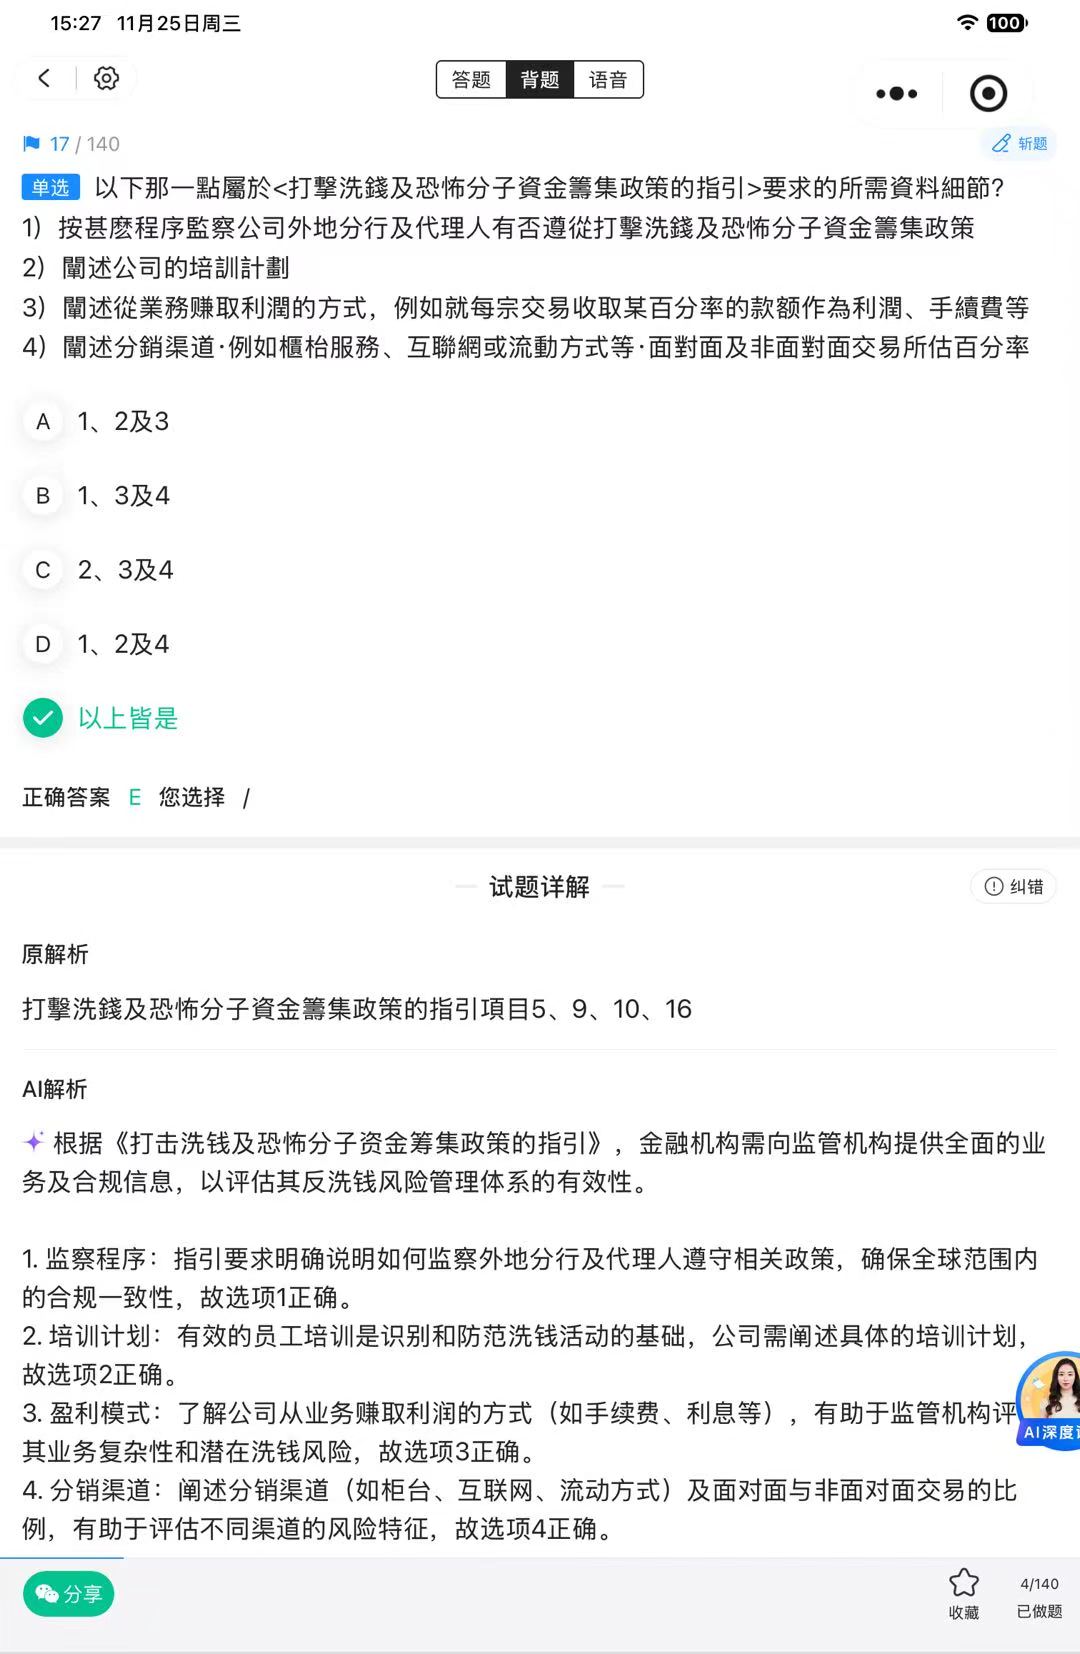 15:27 11月25日周三
100
答题 背题 语音
17 / 140
斩题
单选 以下那一點屬於<打擊洗錢及恐怖分子資金籌集政策的指引>要求的所需資料細節?
1）按甚麽程序監察公司外地分行及代理人有否遵從打擊洗錢及恐怖分子資金籌集政策
2）闡述公司的培訓計劃
3）闡述從業務赚取利潤的方式，例如就每宗交易收取某百分率的款额作為利潤、手續費等
4）闡述分銷渠道·例如櫃枱服務、互聯網或流動方式等·面對面及非面對面交易所估百分率
A 1、2及3
B 1、3及4
C 2、3及4
D 1、2及4
以上皆是
正确答案 E 您选择 /
试题详解
纠错
原解析
打擊洗錢及恐怖分子資金籌集政策的指引項目5、9、10、16
AI解析
根据《打击洗钱及恐怖分子资金筹集政策的指引》，金融机构需向监管机构提供全面的业
务及合规信息，以评估其反洗钱风险管理体系的有效性。
1. 监察程序：指引要求明确说明如何监察外地分行及代理人遵守相关政策，确保全球范围内
的合规一致性，故选项1正确。
2. 培训计划：有效的员工培训是识别和防范洗钱活动的基础，公司需阐述具体的培训计划，
故选项2正确。
3. 盈利模式：了解公司从业务赚取利润的方式（如手续费、利息等），有助于监管机构评
其业务复杂性和潜在洗钱风险，故选项3正确。
AI深度
4. 分销渠道：阐述分销渠道（如柜台、互联网、流动方式）及面对面与非面对面交易的比
例，有助于评估不同渠道的风险特征，故选项4正确。
分享
收藏
4/140
已做题